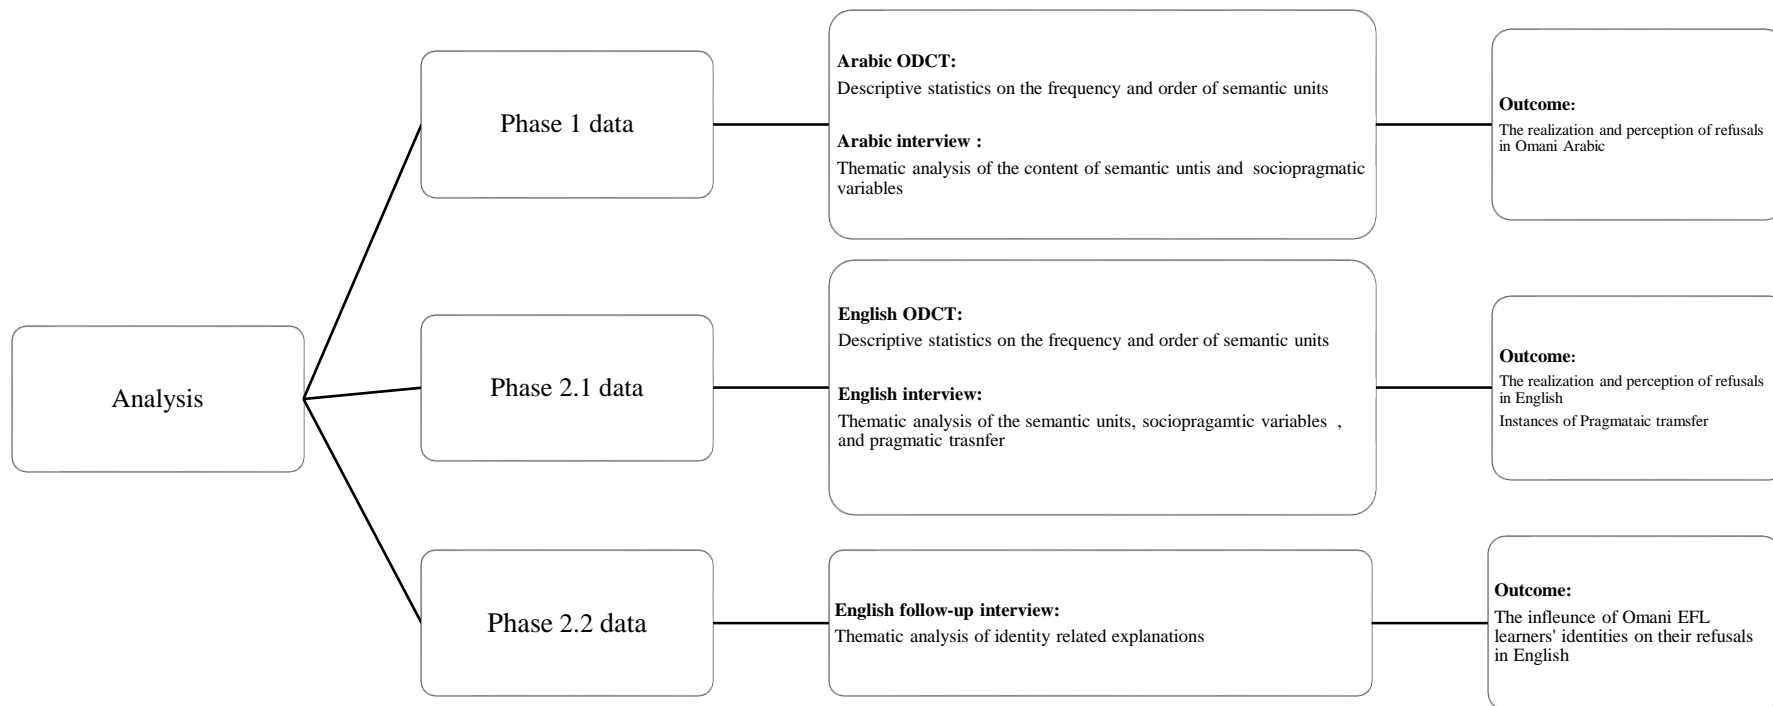 Analysis
Phase 1 data
Arabic ODCT:
Descriptive statistics on the frequency and order of semantic units
Arabic interview :
Thematic analysis of the content of semantic untis and sociopragmatic
variables
Outcome:
The realization and perception of refusals
in Omani Arabic
Phase 2.1 data
English ODCT:
Descriptive statistics on the frequency and order of semantic units
English interview:
Thematic analysis of the semantic units, sociopragamtic variables ,
and pragmatic trasnfer
Outcome:
The realization and perception of refusals
in English
Instances of Pragmataic tramsfer
Phase 2.2 data
English follow-up interview:
Thematic analysis of identity related explanations
Outcome:
The infleunce of Omani EFL
learners' identities on their refusals
in English